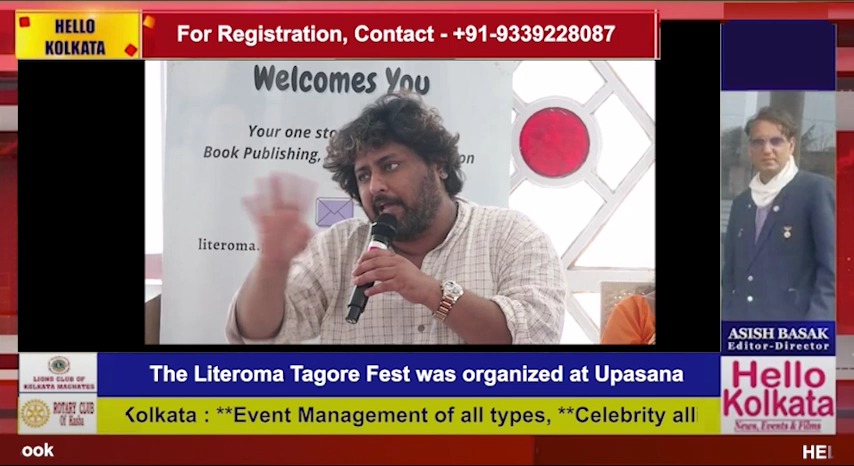 HELLO
KOLKATA
For Registration, Contact - +91-9339228087
Welcomes You
Your one
Book Publishing,
literoma.
ASISH BASAK
Editor-Director
LIONS CLUB OF
KOLKATA MAGNATES
The Literoma Tagore Fest was organized at Upasana
Hello
Kolkata
News, Events & Films
ROTARY CLUB
Of Kasba
Kolkata : **Event Management of all types, **Celebrity all
ook
HEL